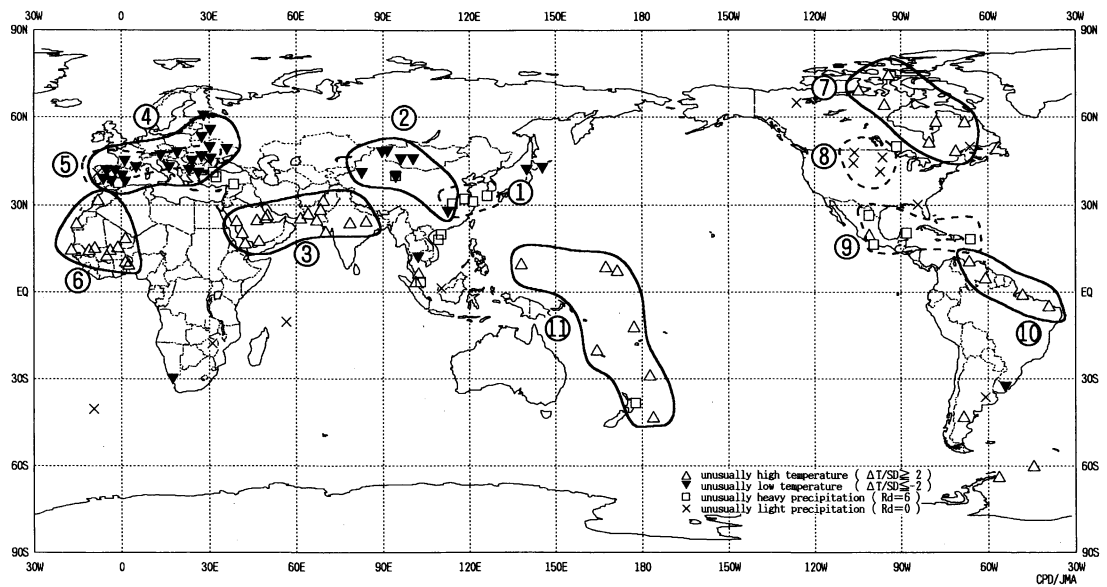 30W 0 30E 60E 90E 120E 150E 180 150W 120W 90W 60W 30W
90N 90N
④ ②
60N ⑦ 60N
⑤ ⑧
30N ① 30N
⑨
⑥ ③
EQ EQ
⑪ ⑩
30S 30S
60S 60S
△ unusually high temperature ( ΔT/SD≧ 2 )
▼ unusually low temperature ( ΔT/SD≦-2 )
□ unusually heavy precipitation ( Rd=6 )
× unusually light precipitation ( Rd=0 )
90S 90S
30W 0 30E 60E 90E 120E 150E 180 150W 120W 90W 60W 30W
CPD/JMA